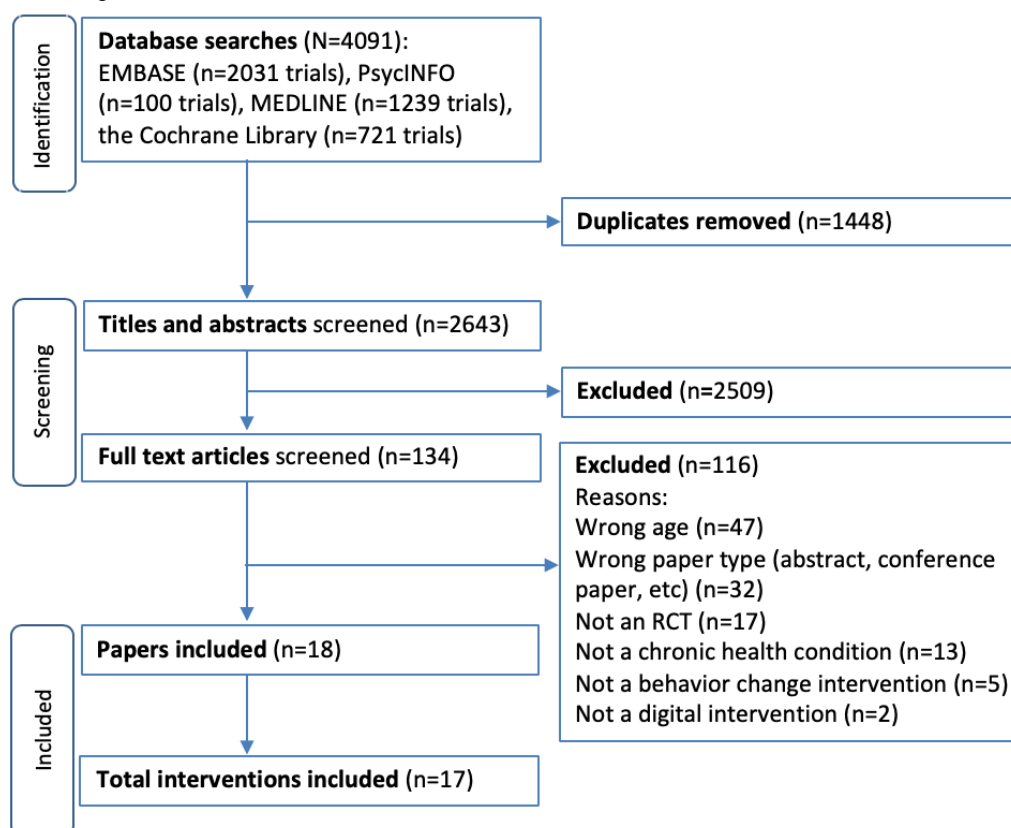 Identification
Database searches (N=4091):
EMBASE (n=2031 trials), PsycINFO
(n=100 trials), MEDLINE (n=1239 trials),
the Cochrane Library (n=721 trials)
Duplicates removed (n=1448)
Screening
Titles and abstracts screened (n=2643)
Excluded (n=2509)
Full text articles screened (n=134)
Excluded (n=116)
Reasons:
Wrong age (n=47)
Wrong paper type (abstract, conference
paper, etc) (n=32)
Not an RCT (n=17)
Not a chronic health condition (n=13)
Not a behavior change intervention (n=5)
Not a digital intervention (n=2)
Included
Papers included (n=18)
Total interventions included (n=17)